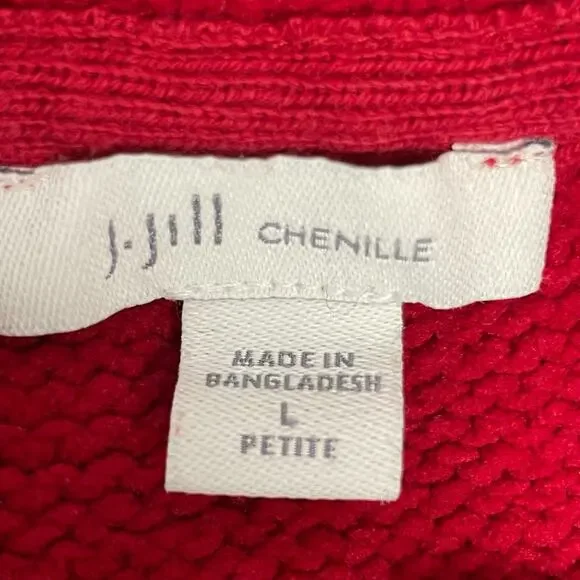 J.Jill CHENILLE
MADE IN
BANGLADESH
L
PETITE